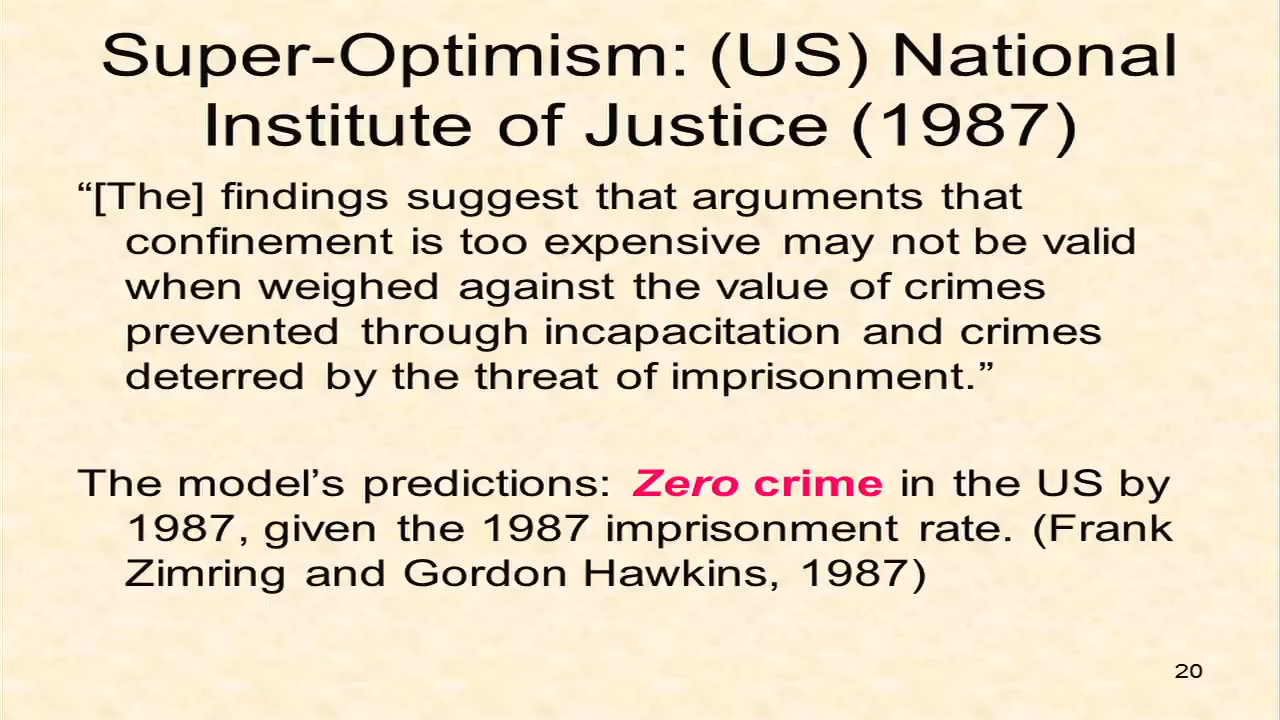 Super-Optimism: (US) National
Institute of Justice (1987)
“[The] findings suggest that arguments that
confinement is too expensive may not be valid
when weighed against the value of crimes
prevented through incapacitation and crimes
deterred by the threat of imprisonment.”
The model’s predictions: Zero crime in the US by
1987, given the 1987 imprisonment rate. (Frank
Zimring and Gordon Hawkins, 1987)
20